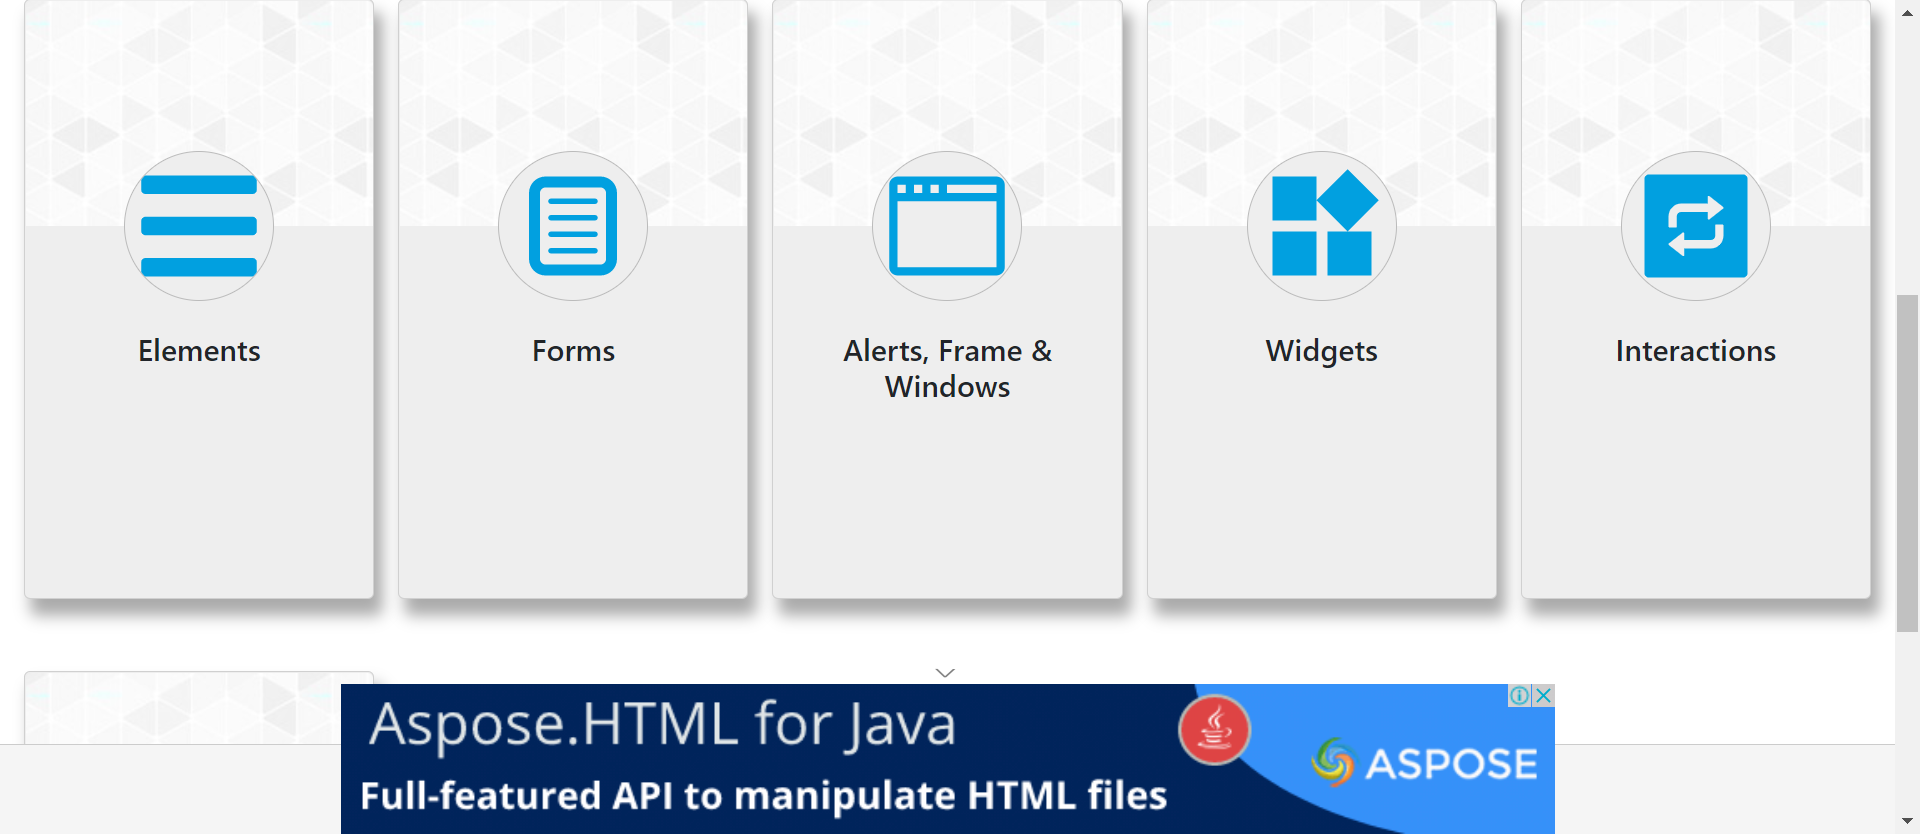 Elements
Forms
Alerts, Frame &
Windows
Widgets
Interactions
Aspose.HTML for Java
Full-featured API to manipulate HTML files
ASPOSE